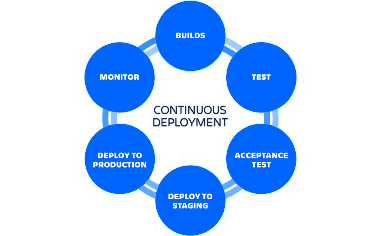 BUILDS
TEST
ACCEPTANCE
TEST
DEPLOY TO
STAGING
DEPLOY TO
PRODUCTION
MONITOR
CONTINUOUS
DEPLOYMENT